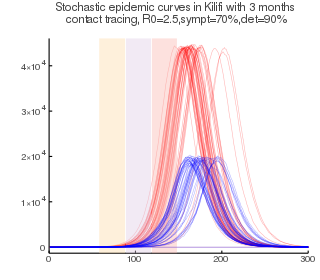 Stochastic epidemic curves in Kilifi with 3 months
contact tracing, R0=2.5,sympt=70%,det=90%
4×10⁴
3×10⁴
2×10⁴
1×10⁴
0
0 100 200 300